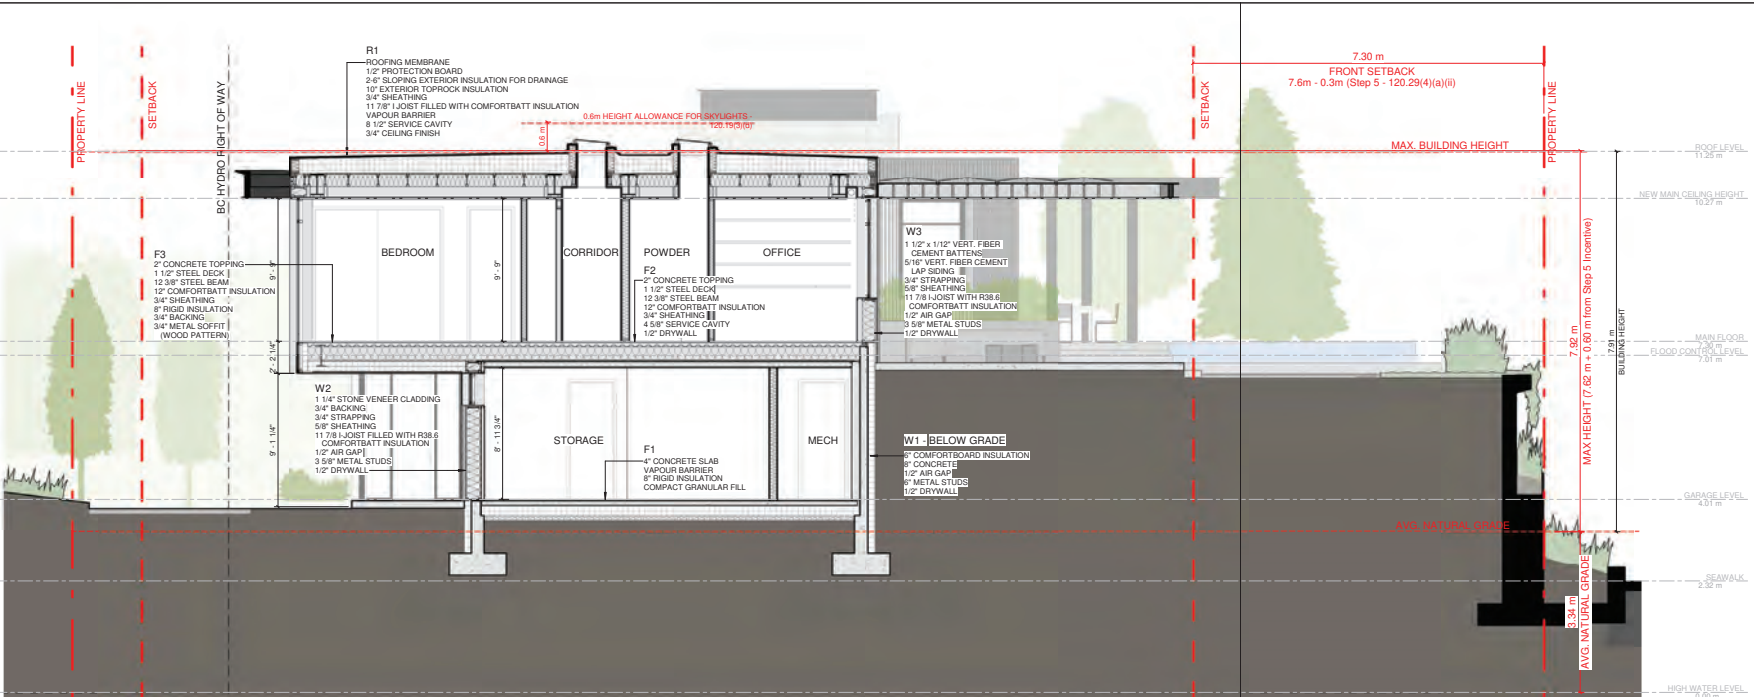 R1
ROOFING MEMBRANE
1/2" PROTECTION BOARD
2-6" SLOPING EXTERIOR INSULATION FOR DRAINAGE
10" EXTERIOR TOPROCK INSULATION
3/4" SHEATHING
11 7/8" I-JOIST FILLED WITH COMFORTBATT INSULATION
VAPOUR BARRIER
8 1/2" SERVICE CAVITY
3/4" CEILING FINISH
PROPERTY LINE
SETBACK
BC HYDRO RIGHT OF WAY
0.6m HEIGHT ALLOWANCE FOR SKYLIGHTS -
120.19(3)(b)
0.6 m
7.30 m
FRONT SETBACK
7.6m - 0.3m (Step 5 - 120.29(4)(a)(ii)
SETBACK
PROPERTY LINE
MAX. BUILDING HEIGHT
ROOF LEVEL
11.25 m
NEW MAIN CEILING HEIGHT
10.27 m
BEDROOM
CORRIDOR
POWDER
OFFICE
9' - 9"
9' - 9"
F3
2" CONCRETE TOPPING
1 1/2" STEEL DECK
12 3/8" STEEL BEAM
12" COMFORTBATT INSULATION
3/4" SHEATHING
8" RIGID INSULATION
3/4" BACKING
3/4" METAL SOFFIT
(WOOD PATTERN)
F2
2" CONCRETE TOPPING
1 1/2" STEEL DECK
12 3/8" STEEL BEAM
12" COMFORTBATT INSULATION
3/4" SHEATHING
4 5/8" SERVICE CAVITY
1/2" DRYWALL
W3
1 1/2" x 1/12" VERT. FIBER
CEMENT BATTENS
5/16" VERT. FIBER CEMENT
LAP SIDING
3/4" STRAPPING
5/8" SHEATHING
11 7/8 I-JOIST WITH R38.6
COMFORTBATT INSULATION
1/2" AIR GAP
3 5/8" METAL STUDS
1/2" DRYWALL
2' - 2 1/4"
MAIN FLOOR
7.30 m
FLOOD CONTROL LEVEL
7.01 m
7.92 m
MAX HEIGHT (7.62 m + 0.60 m from Step 5 Incentive)
7.91 m
BUILDING HEIGHT
W2
1 1/4" STONE VENEER CLADDING
3/4" BACKING
3/4" STRAPPING
5/8" SHEATHING
11 7/8 I-JOIST FILLED WITH R38.6
COMFORTBATT INSULATION
1/2" AIR GAP
3 5/8" METAL STUDS
1/2" DRYWALL
9' - 1 1/4"
8' - 11 3/4"
STORAGE
MECH
F1
4" CONCRETE SLAB
VAPOUR BARRIER
8" RIGID INSULATION
COMPACT GRANULAR FILL
W1 - BELOW GRADE
6" COMFORTBOARD INSULATION
8" CONCRETE
1/2" AIR GAP
6" METAL STUDS
1/2" DRYWALL
GARAGE LEVEL
4.01 m
AVG. NATURAL GRADE
SEAWALK
2.32 m
3.34 m
AVG. NATURAL GRADE
HIGH WATER LEVEL
0.00 m